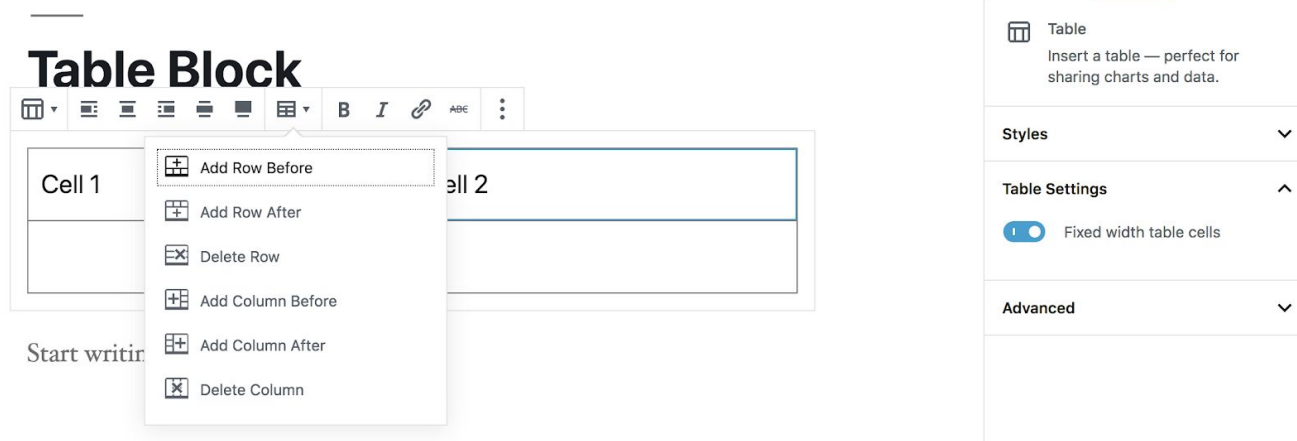 Table Block
B I ABC
Cell 1
ell 2
Add Row Before
Add Row After
Delete Row
Add Column Before
Add Column After
Delete Column
Start writin
Table
Insert a table — perfect for
sharing charts and data.
Styles
Table Settings
Fixed width table cells
Advanced